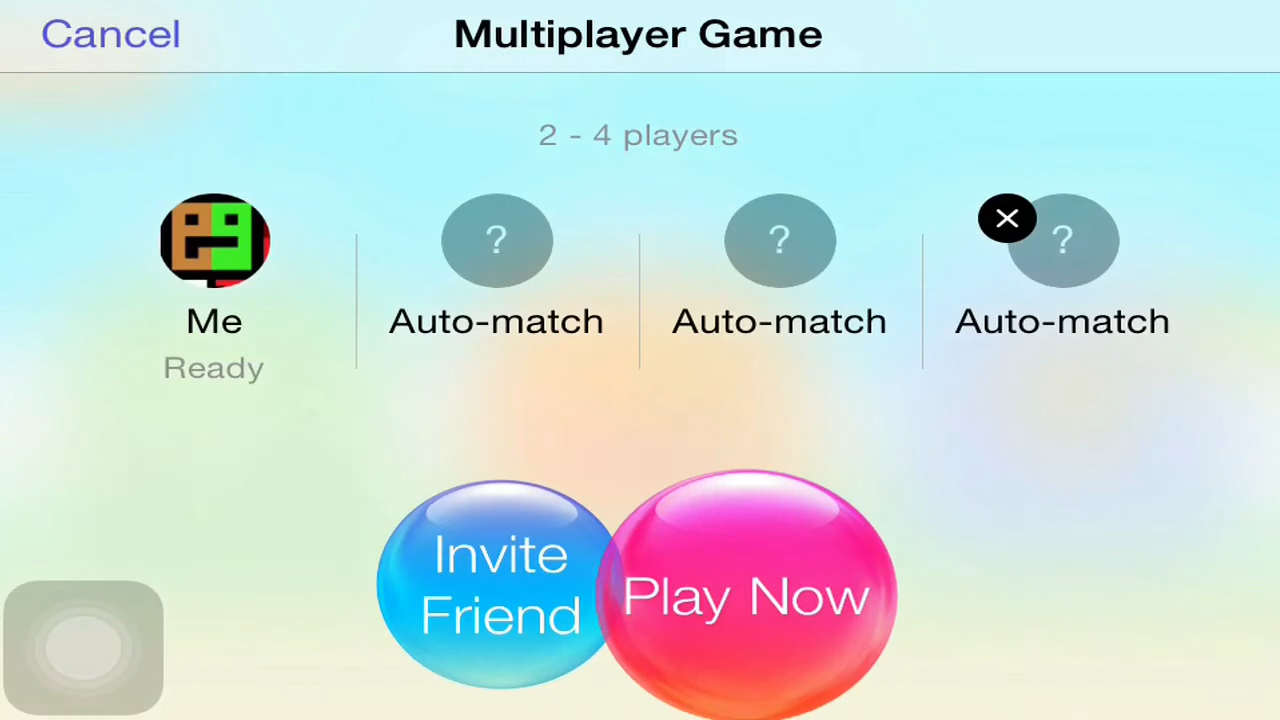 Cancel
Multiplayer Game
2 - 4 players
? ? ?
Me Auto-match Auto-match Auto-match
Ready
Invite
Friend
Play Now